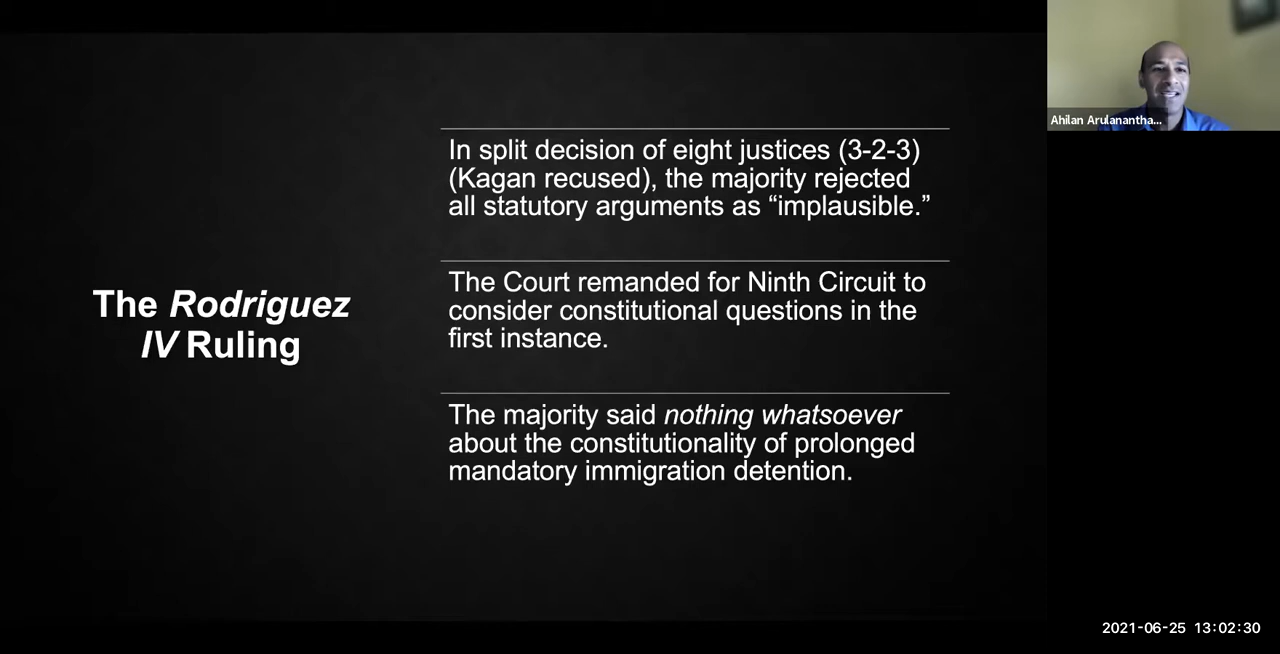 The Rodriguez
IV Ruling
In split decision of eight justices (3-2-3)
(Kagan recused), the majority rejected
all statutory arguments as “implausible.”
The Court remanded for Ninth Circuit to
consider constitutional questions in the
first instance.
The majority said nothing whatsoever
about the constitutionality of prolonged
mandatory immigration detention.
Ahilan Arulanantha...
2021-06-25 13:02:30